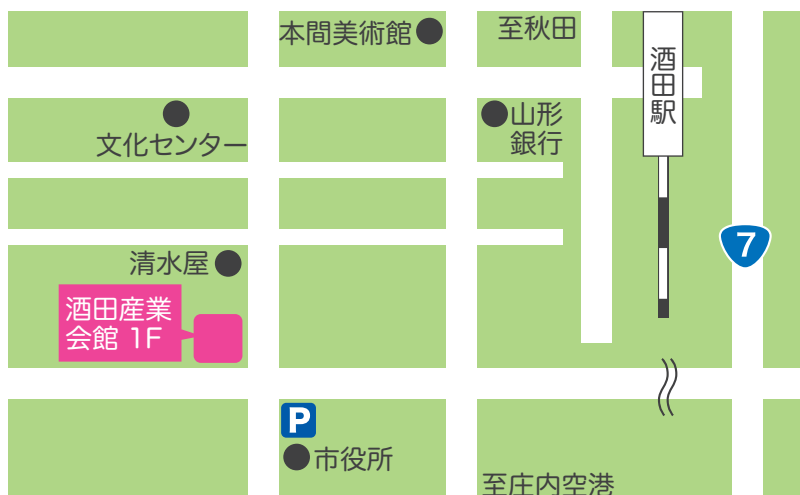 本間美術館
至秋田
酒田駅
文化センター
山形
銀行
7
清水屋
酒田産業
会館 1F
P
市役所
至庄内空港